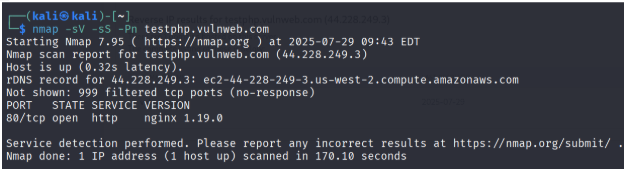 ┌──(kali㉿kali)-[~]
└─$ nmap -sV -sS -Pn testphp.vulnweb.com
Starting Nmap 7.95 ( https://nmap.org ) at 2025-07-29 09:43 EDT
Nmap scan report for testphp.vulnweb.com (44.228.249.3)
Host is up (0.32s latency).
rDNS record for 44.228.249.3: ec2-44-228-249-3.us-west-2.compute.amazonaws.com
Not shown: 999 filtered tcp ports (no-response)
PORT   STATE SERVICE VERSION
80/tcp open  http    nginx 1.19.0
Service detection performed. Please report any incorrect results at https://nmap.org/submit/ .
Nmap done: 1 IP address (1 host up) scanned in 170.10 seconds